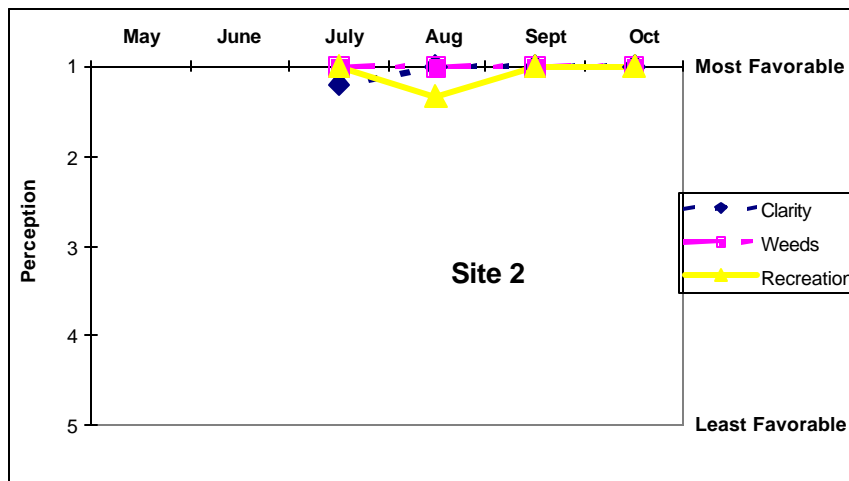 May June July Aug Sept Oct
1 Most Favorable
2
3
4
5 Least Favorable
Perception
Site 2
Clarity
Weeds
Recreation